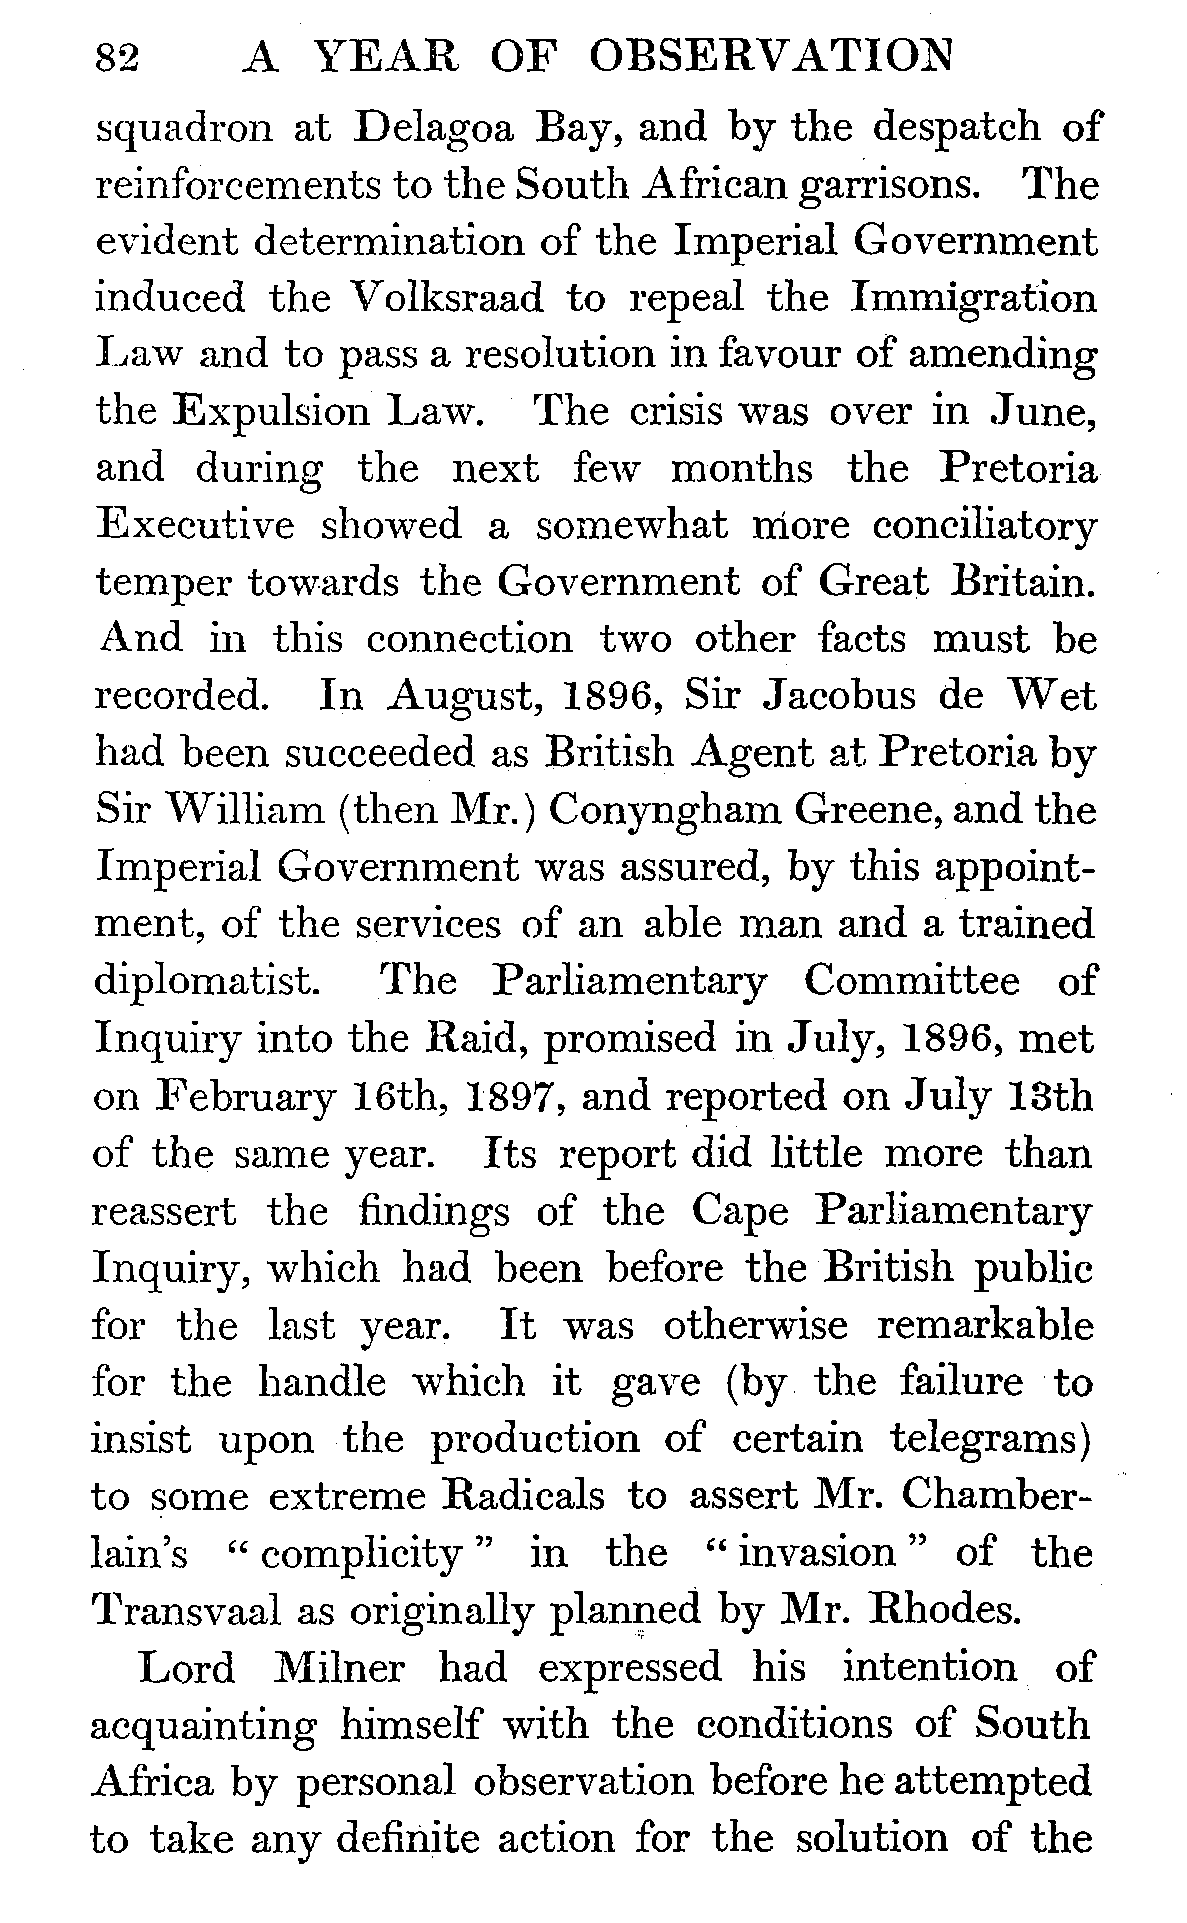 82 A YEAR OF OBSERVATION
squadron at Delagoa Bay, and by the despatch of
reinforcements to the South African garrisons. The
evident determination of the Imperial Government
induced the Volksraad to repeal the Immigration
Law and to pass a resolution in favour of amending
the Expulsion Law. The crisis was over in June,
and during the next few months the Pretoria
Executive showed a somewhat more conciliatory
temper towards the Government of Great Britain.
And in this connection two other facts must be
recorded. In August, 1896, Sir Jacobus de Wet
had been succeeded as British Agent at Pretoria by
Sir William (then Mr.) Conyngham Greene, and the
Imperial Government was assured, by this appoint-
ment, of the services of an able man and a trained
diplomatist. The Parliamentary Committee of
Inquiry into the Raid, promised in July, 1896, met
on February 16th, 1897, and reported on July 13th
of the same year. Its report did little more than
reassert the findings of the Cape Parliamentary
Inquiry, which had been before the British public
for the last year. It was otherwise remarkable
for the handle which it gave (by the failure to
insist upon the production of certain telegrams)
to some extreme Radicals to assert Mr. Chamber-
lain's “ complicity ” in the “ invasion ” of the
Transvaal as originally planned by Mr. Rhodes.
Lord Milner had expressed his intention of
acquainting himself with the conditions of South
Africa by personal observation before he attempted
to take any definite action for the solution of the